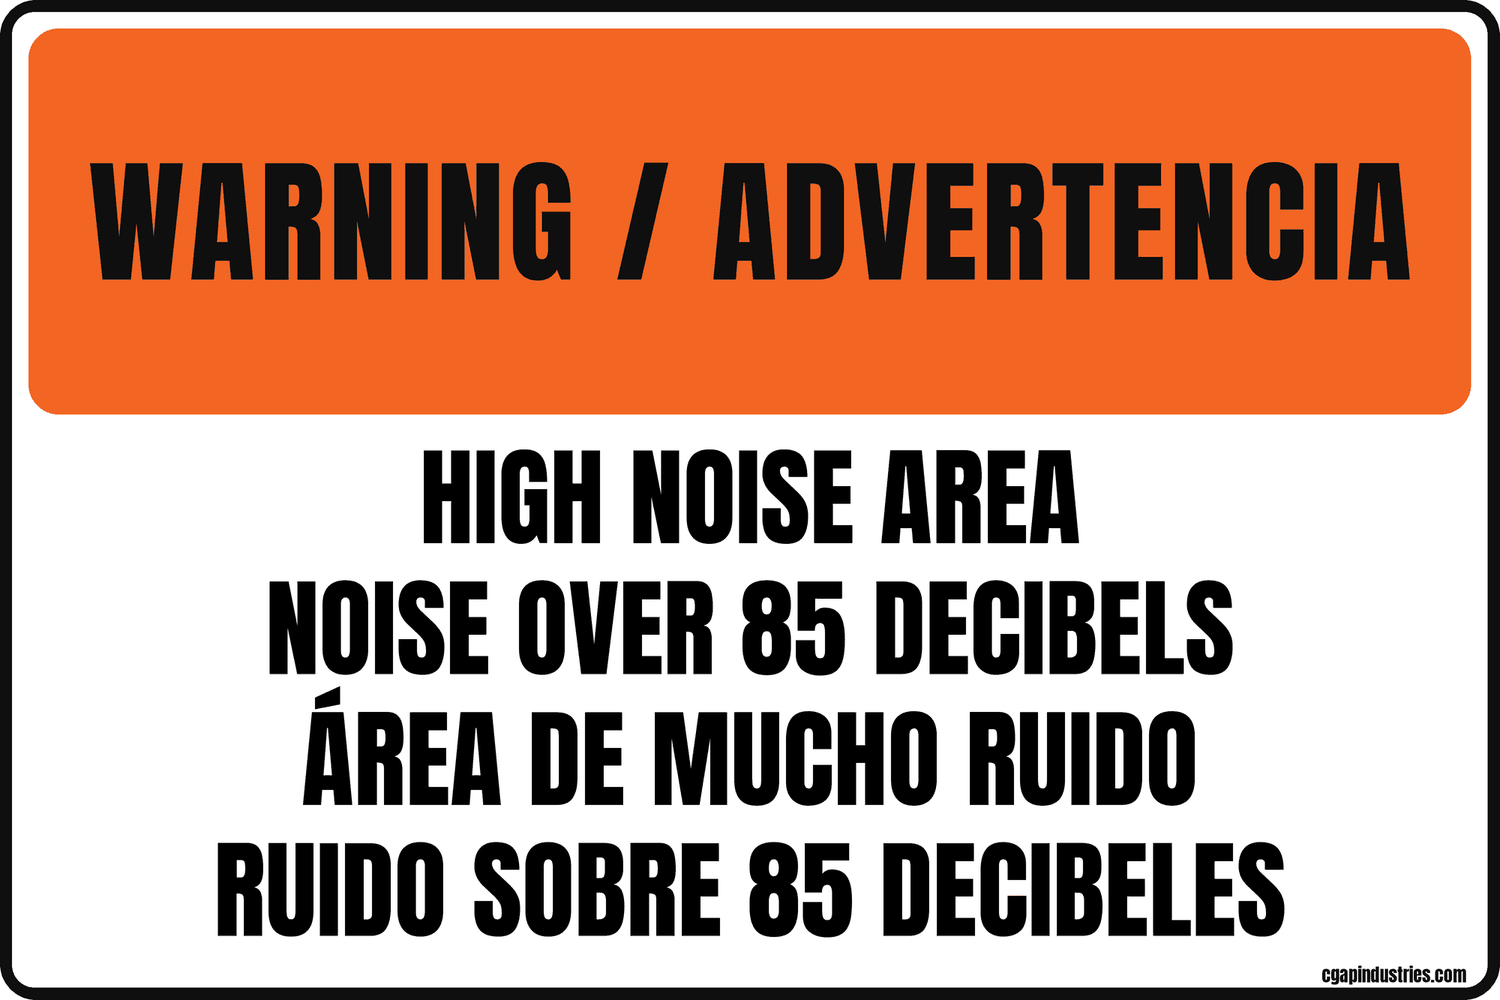 WARNING / ADVERTENCIA
HIGH NOISE AREA
NOISE OVER 85 DECIBELS
ÁREA DE MUCHO RUIDO
RUIDO SOBRE 85 DECIBELES
cgapindustries.com